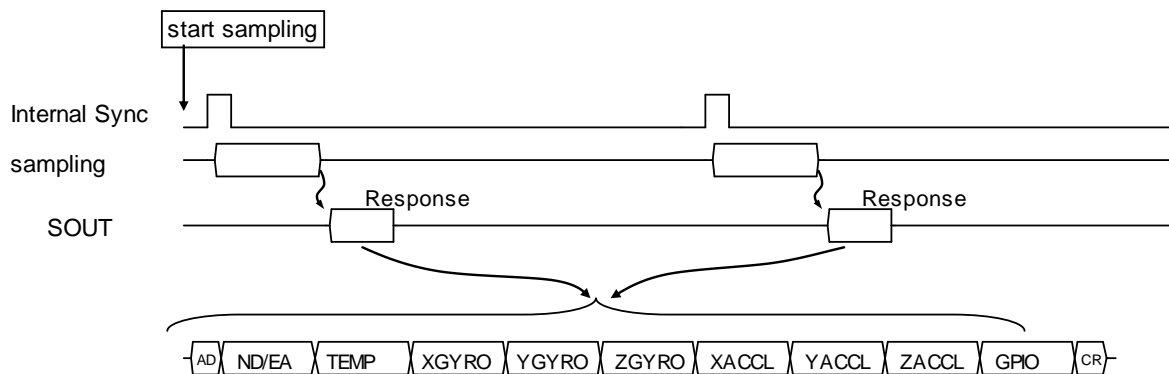 start sampling
Internal Sync
sampling
Response Response
SOUT
AD ND/EA TEMP XGYRO YGYRO ZGYRO XACCL YACCL ZACCL GPIO CR